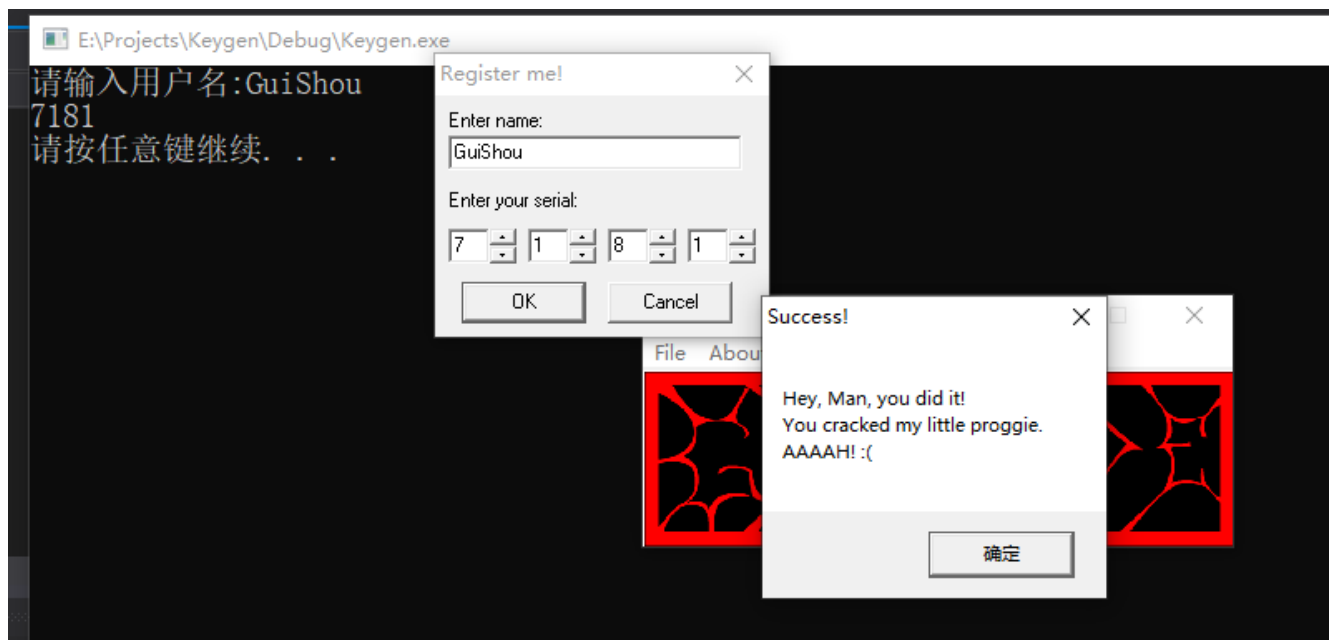 E:\Projects\Keygen\Debug\Keygen.exe
请输入用户名:GuiShou
7181
请按任意键继续. . .
Register me!
Enter name:
GuiShou
Enter your serial:
7 1 8 1
OK Cancel
Success!
File
Hey, Man, you did it!
You cracked my little proggie.
AAAAH! :(
确定